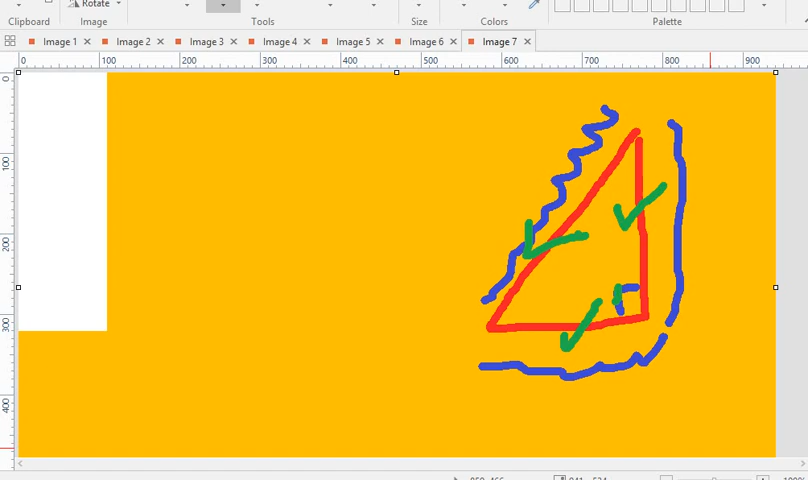 Rotate
Clipboard Image Tools Size Colors Palette
Image 1 Image 2 Image 3 Image 4 Image 5 Image 6 Image 7
0 100 200 300 400 500 600 700 800 900
0
100
200
300
400